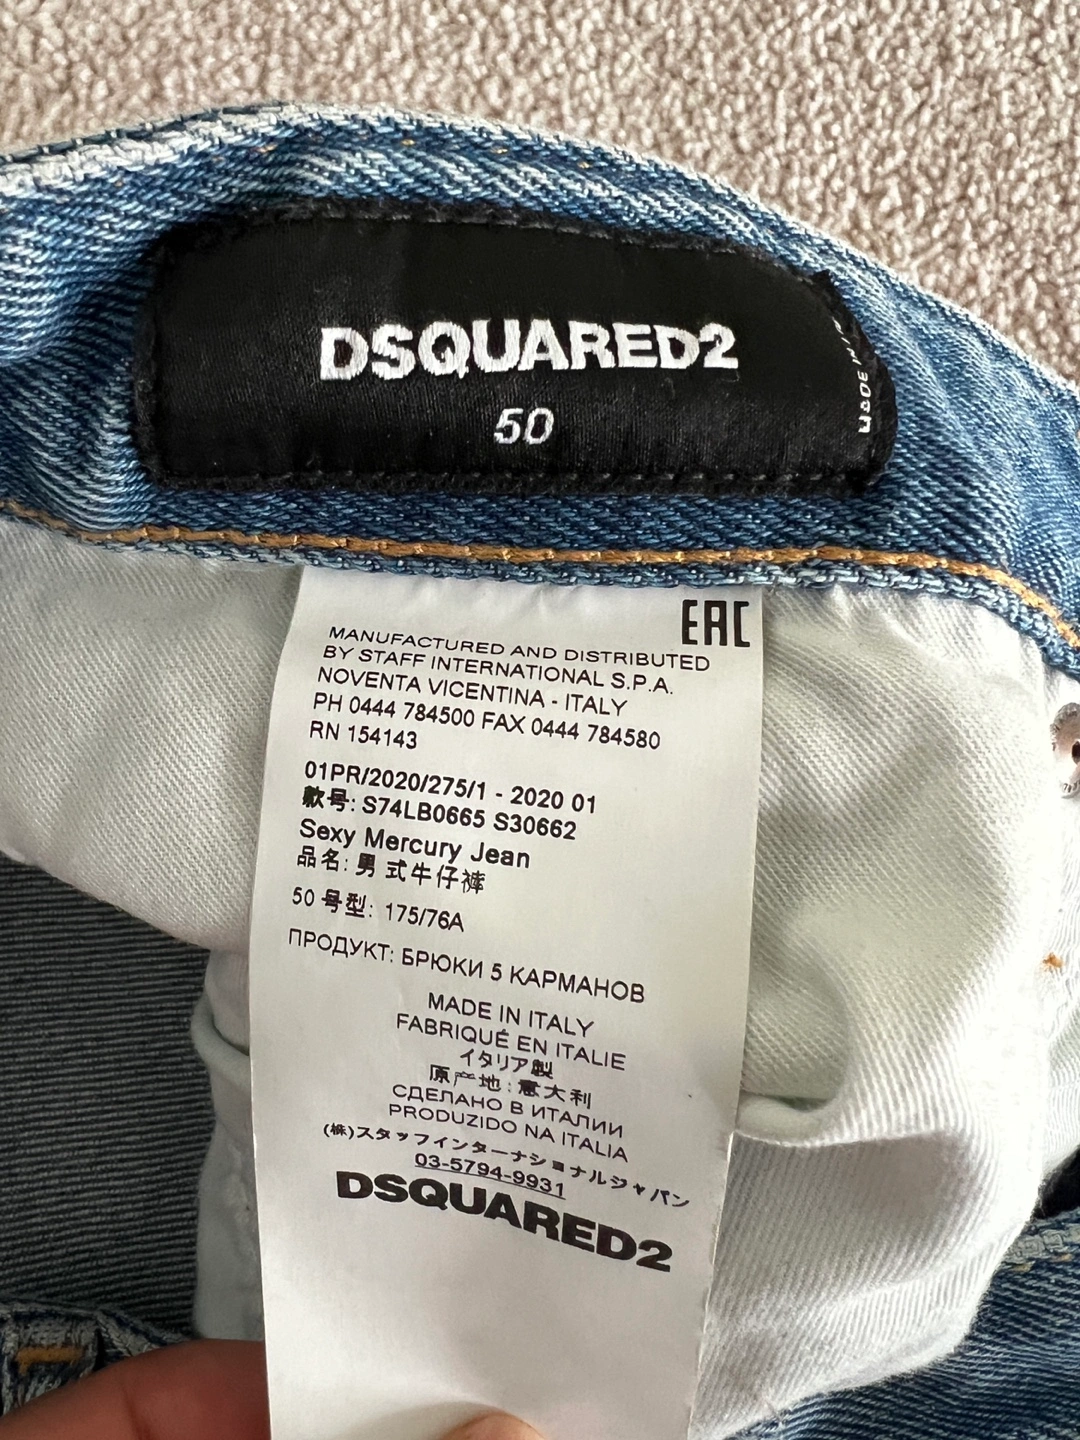 DSQUARED2
50
MADE IN
EAC
MANUFACTURED AND DISTRIBUTED
BY STAFF INTERNATIONAL S.P.A.
NOVENTA VICENTINA - ITALY
PH 0444 784500 FAX 0444 784580
RN 154143
01PR/2020/275/1 - 2020 01
款号: S74LB0665 S30662
Sexy Mercury Jean
品名: 男式牛仔裤
50 号型: 175/76A
ПРОДУКТ: БРЮКИ 5 КАРМАНОВ
MADE IN ITALY
FABRIQUÉ EN ITALIE
イタリア製
原产地: 意大利
СДЕЛАНО В ИТАЛИИ
PRODUZIDO NA ITALIA
(株)スタッフインターナショナルジャパン
03-5794-9931
DSQUARED2